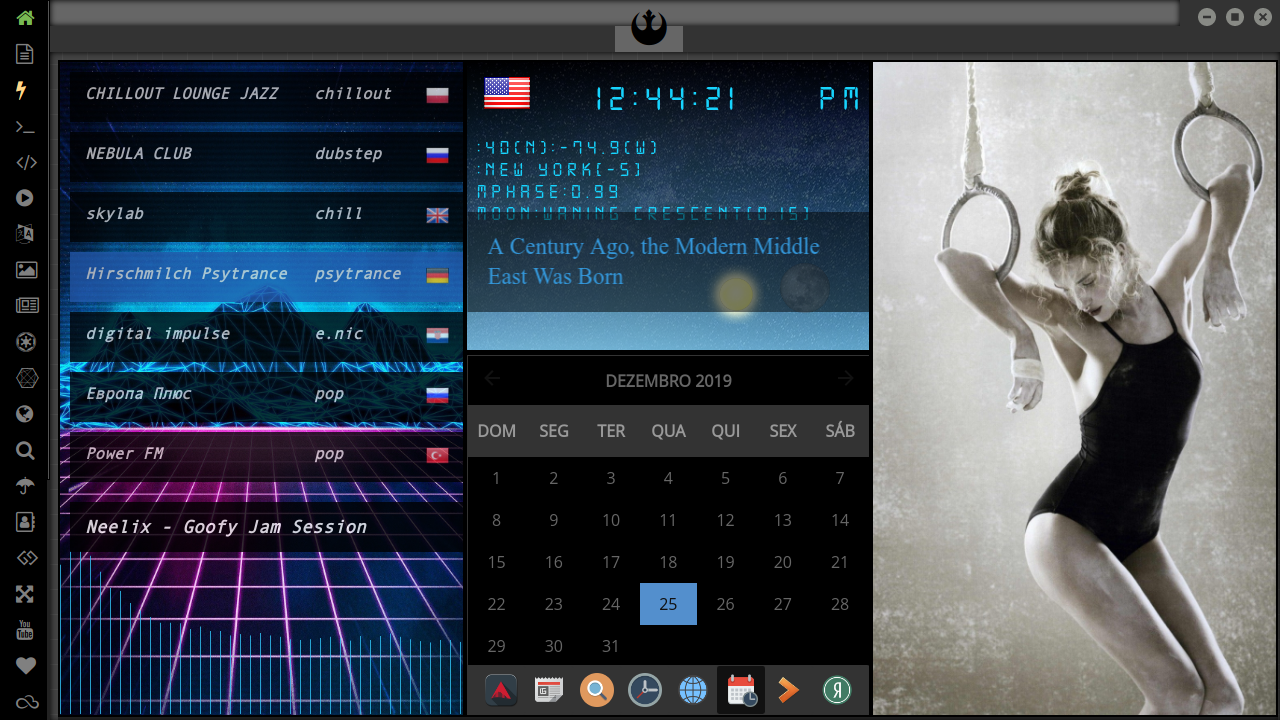 CHILLOUT LOUNGE JAZZ chillout
NEBULA CLUB dubstep
skylab chill
Hirschmilch Psytrance psytrance
digital impulse e.nic
Европа Плюс pop
Power FM pop
Neelix - Goofy Jam Session
12:44:21 PM
:40(N):-74.9(W)
:NEW YORK(-5)
MPHASE:0.99
MOON:WANING CRESCENT(0.15)
A Century Ago, the Modern Middle
East Was Born
DEZEMBRO 2019
DOM SEG TER QUA QUI SEX SÁB
1 2 3 4 5 6 7
8 9 10 11 12 13 14
15 16 17 18 19 20 21
22 23 24 25 26 27 28
29 30 31
You
Tube
Я